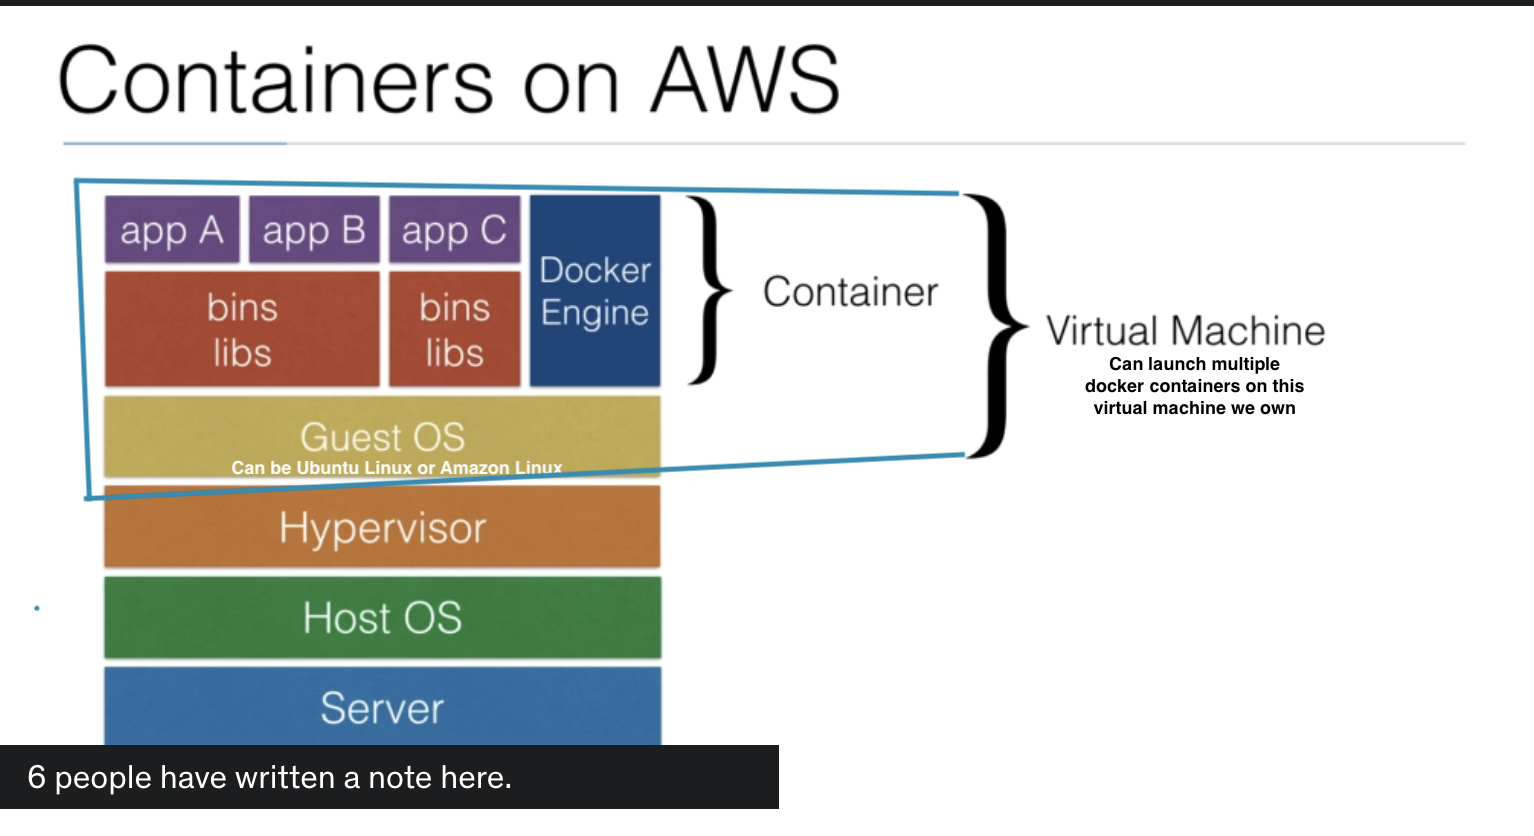 Containers on AWS
app A
app B
app C
Docker
Engine
bins
libs
bins
libs
Container
Virtual Machine
Can launch multiple
docker containers on this
virtual machine we own
Guest OS
Can be Ubuntu Linux or Amazon Linux
Hypervisor
Host OS
Server
6 people have written a note here.